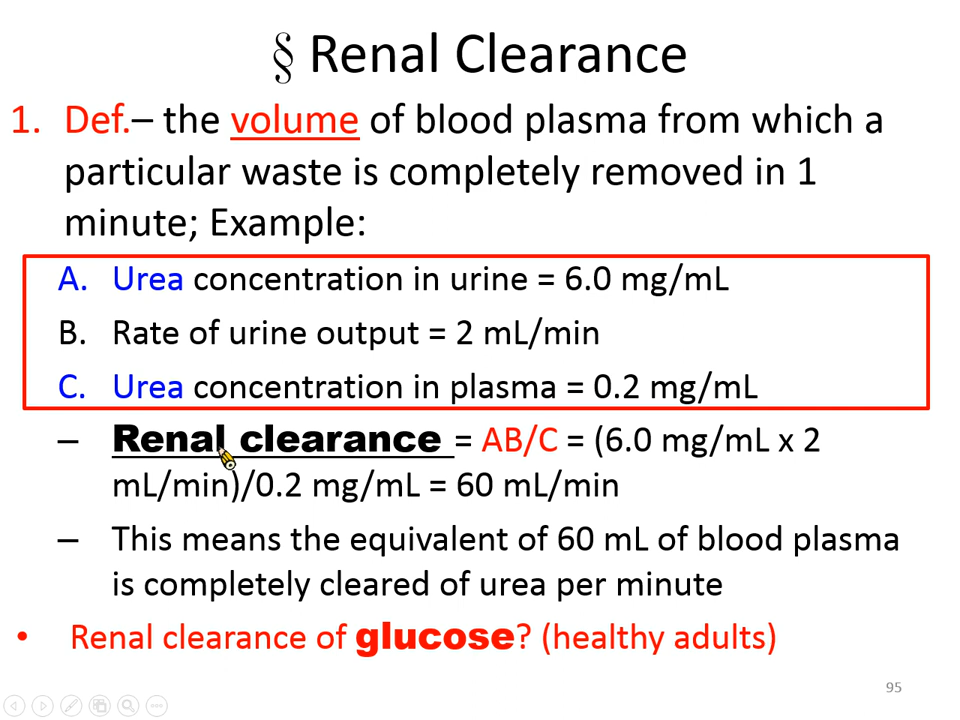 § Renal Clearance
1. Def.– the volume of blood plasma from which a
particular waste is completely removed in 1
minute; Example:
A. Urea concentration in urine = 6.0 mg/mL
B. Rate of urine output = 2 mL/min
C. Urea concentration in plasma = 0.2 mg/mL
– Renal clearance = AB/C = (6.0 mg/mL x 2
mL/min)/0.2 mg/mL = 60 mL/min
– This means the equivalent of 60 mL of blood plasma
is completely cleared of urea per minute
• Renal clearance of glucose? (healthy adults)
95